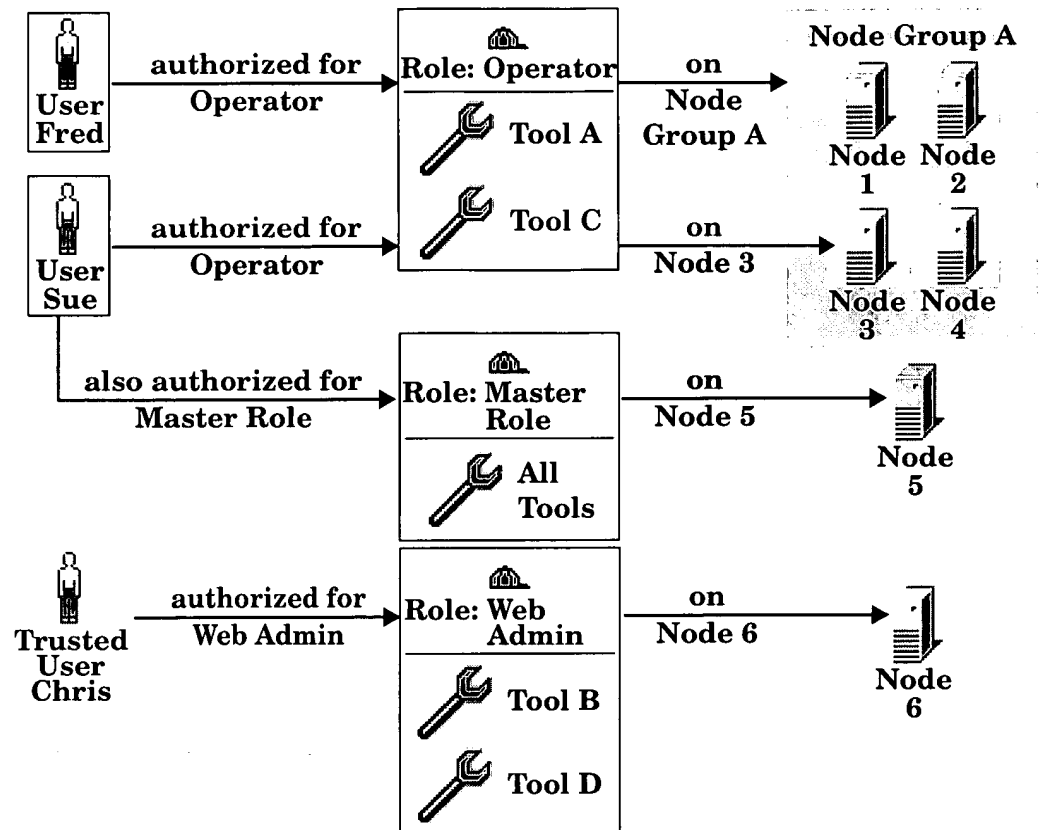 User
Fred
authorized for
Operator
Role: Operator
Tool A
Tool C
on
Node
Group A
Node Group A
Node
1
Node
2
User
Sue
authorized for
Operator
on
Node 3
Node
3
Node
4
also authorized for
Master Role
Role: Master
Role
All
Tools
on
Node 5
Node
5
Trusted
User
Chris
authorized for
Web Admin
Role: Web
Admin
Tool B
Tool D
on
Node 6
Node
6